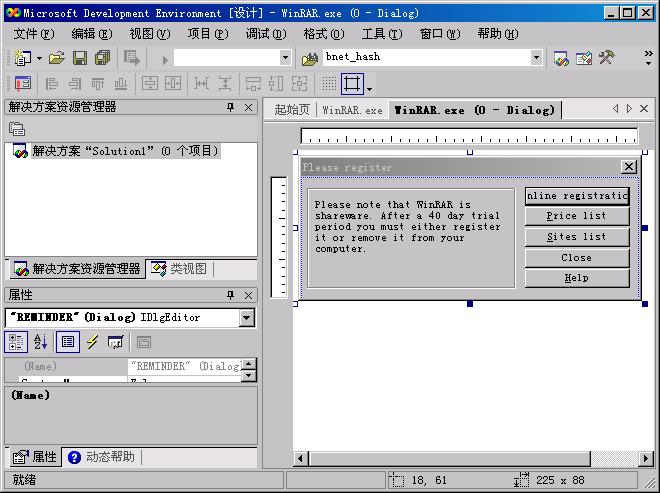 Microsoft Development Environment [设计] - WinRAR.exe (0 - Dialog)
文件(F) 编辑(E) 视图(V) 项目(P) 调试(D) 格式(O) 工具(T) 窗口(W) 帮助(H)
bnet_hash
解决方案资源管理器
解决方案“Solution1” (0 个项目)
解决方案资源管理器 类视图
属性
"REMINDER" (Dialog) IDlgEditor
(Name) "REMINDER" (Dialog
(Name)
属性 动态帮助
起始页 WinRAR.exe WinRAR.exe (0 - Dialog)
Please register
Please note that WinRAR is
shareware. After a 40 day trial
period you must either register
it or remove it from your
computer.
nline registratio
Price list
Sites list
Close
Help
就绪 18, 61 225 x 88